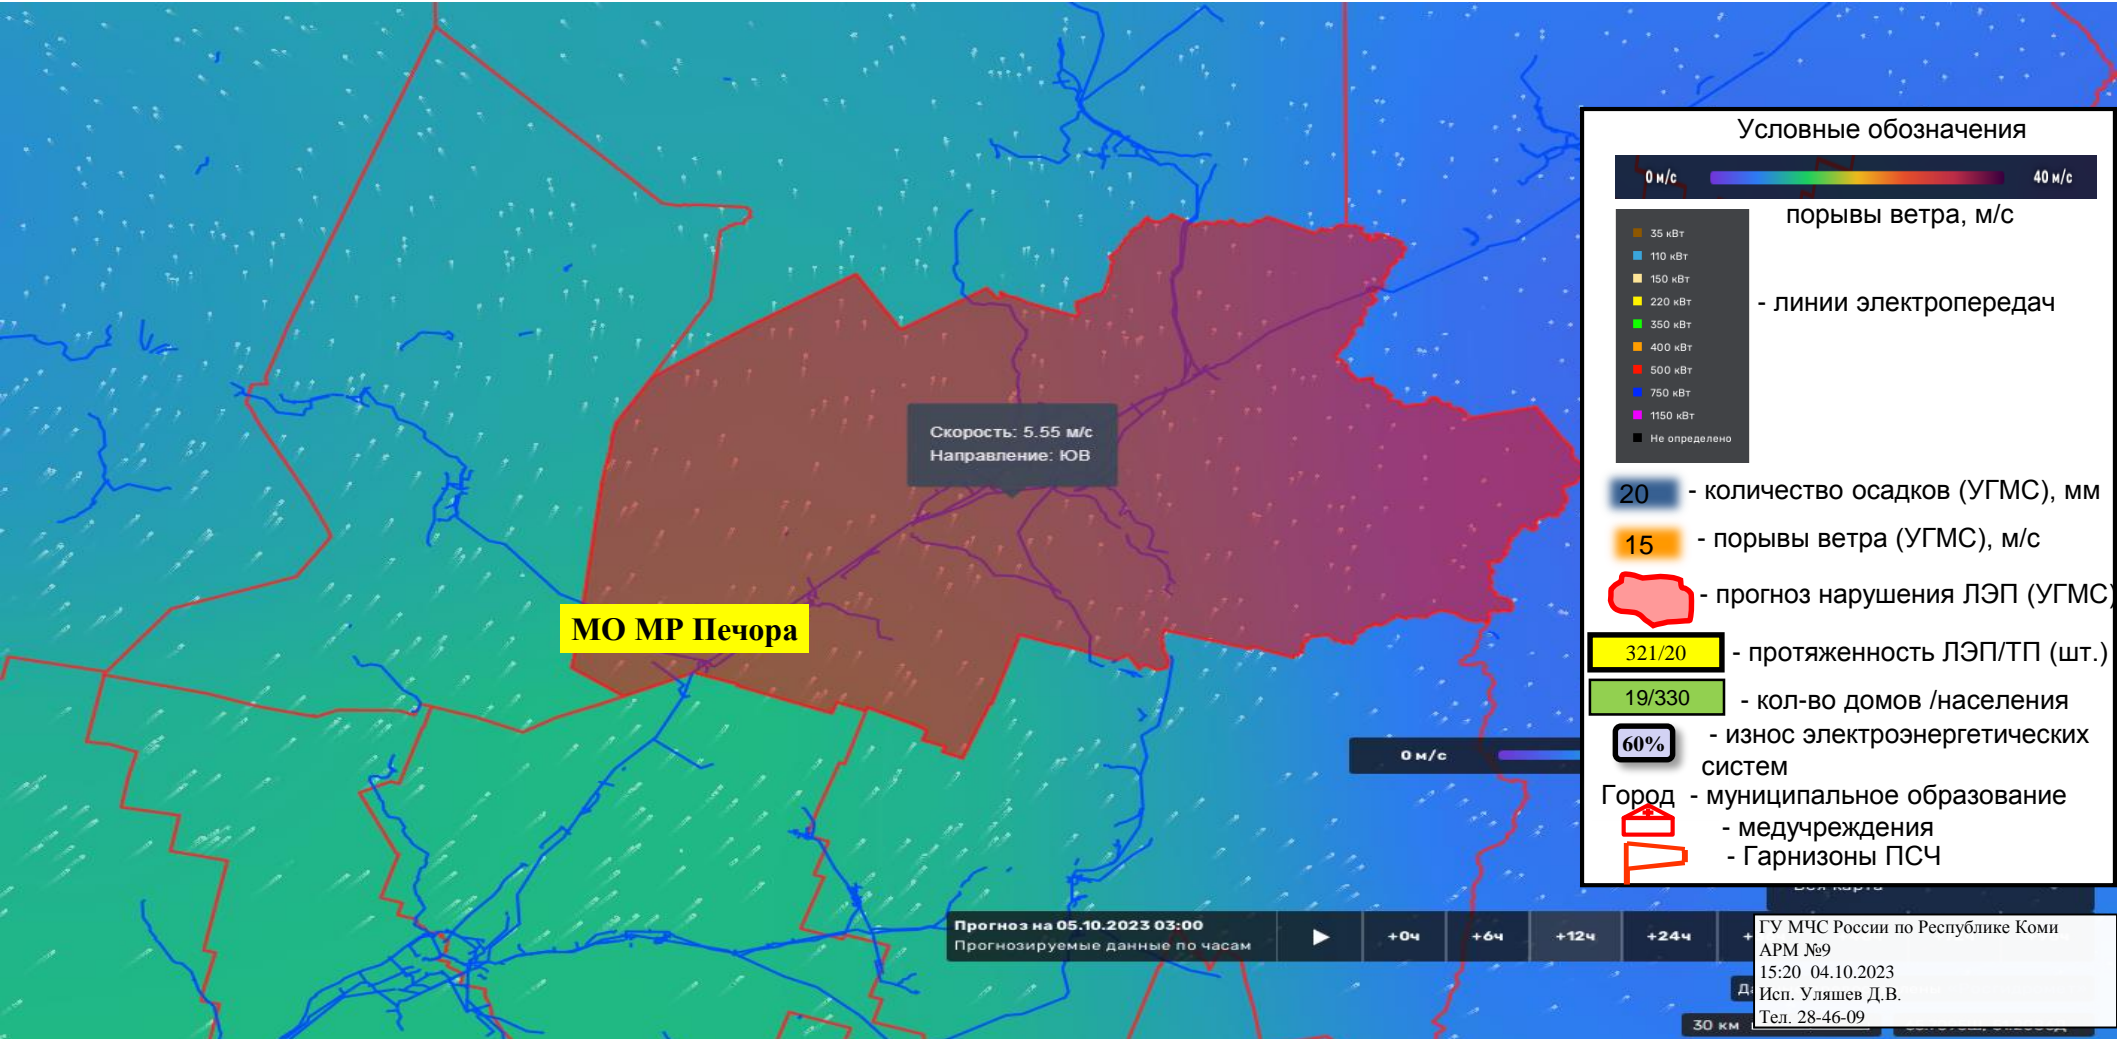 Условные обозначения
0 м/с 40 м/с
порывы ветра, м/с
35 кВт
110 кВт
150 кВт
220 кВт
350 кВт
400 кВт
500 кВт
750 кВт
1150 кВт
Не определено
- линии электропередач
20 - количество осадков (УГМС), мм
15 - порывы ветра (УГМС), м/с
- прогноз нарушения ЛЭП (УГМС)
321/20 - протяженность ЛЭП/ТП (шт.)
19/330 - кол-во домов /населения
60% - износ электроэнергетических
систем
Город - муниципальное образование
- медучреждения
- Гарнизоны ПСЧ
Скорость: 5.55 м/с
Направление: ЮВ
МО МР Печора
0 м/с
Прогноз на 05.10.2023 03:00
Прогнозируемые данные по часам
+0ч +6ч +12ч +24ч
ГУ МЧС России по Республике Коми
АРМ №9
15:20 04.10.2023
Исп. Уляшев Д.В.
Тел. 28-46-09
30 км